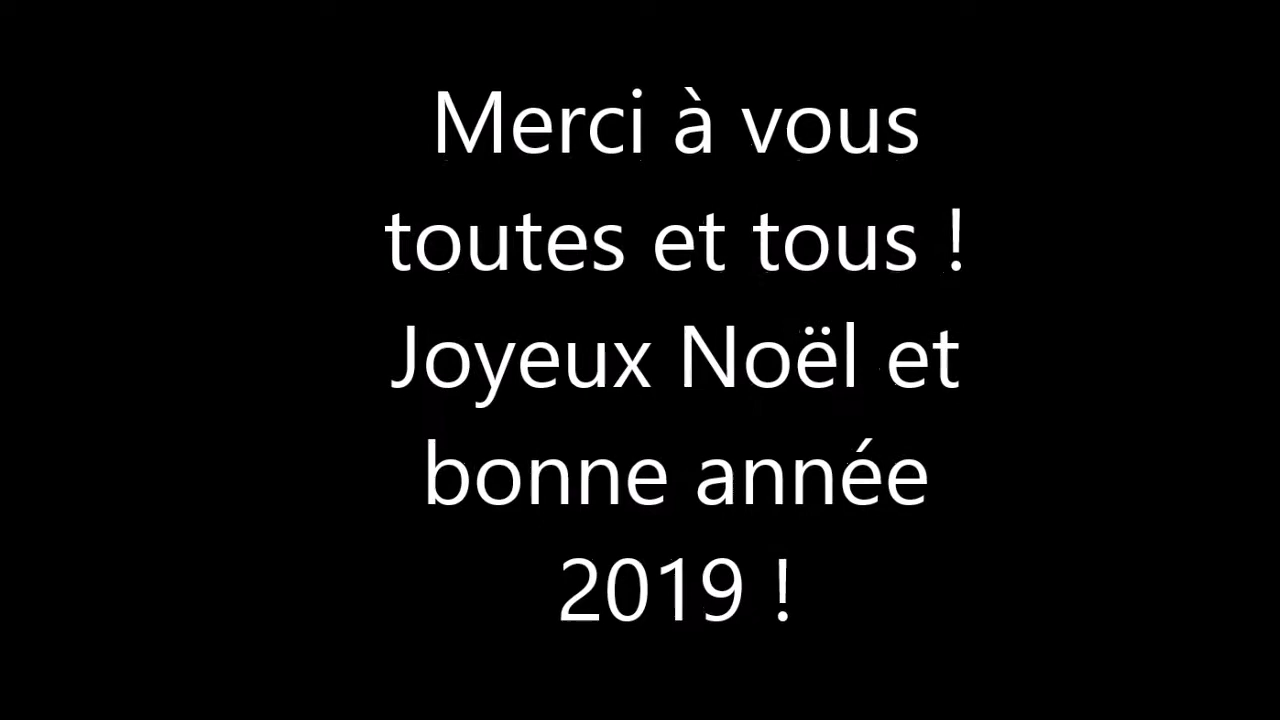 Merci à vous
toutes et tous !
Joyeux Noël et
bonne année
2019 !